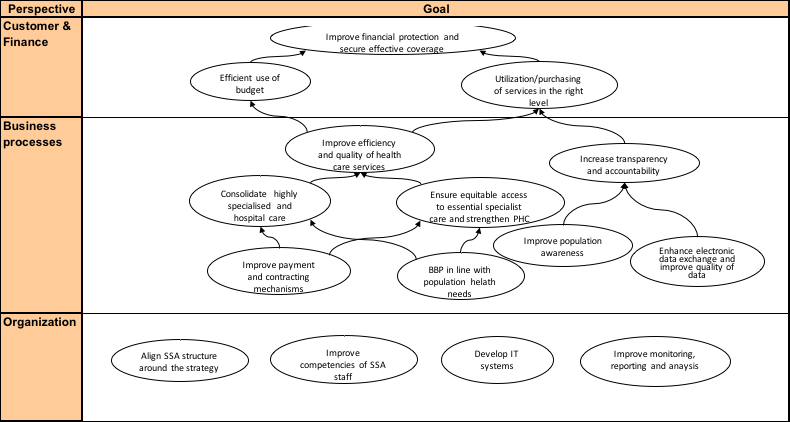 Perspective
Goal
Customer &
Finance
Improve financial protection and
secure effective coverage
Efficient use of
budget
Utilization/purchasing
of services in the right
level
Business
processes
Improve efficiency
and quality of health
care services
Increase transparency
and accountability
Consolidate highly
specialised and
hospital care
Ensure equitable access
to essential specialist
care and strengthen PHC
Improve population
awareness
Enhance electronic
data exchange and
improve quality of
data
Improve payment
and contracting
mechanisms
BBP in line with
population helath
needs
Organization
Align SSA structure
around the strategy
Improve
competencies of SSA
staff
Develop IT
systems
Improve monitoring,
reporting and anaysis